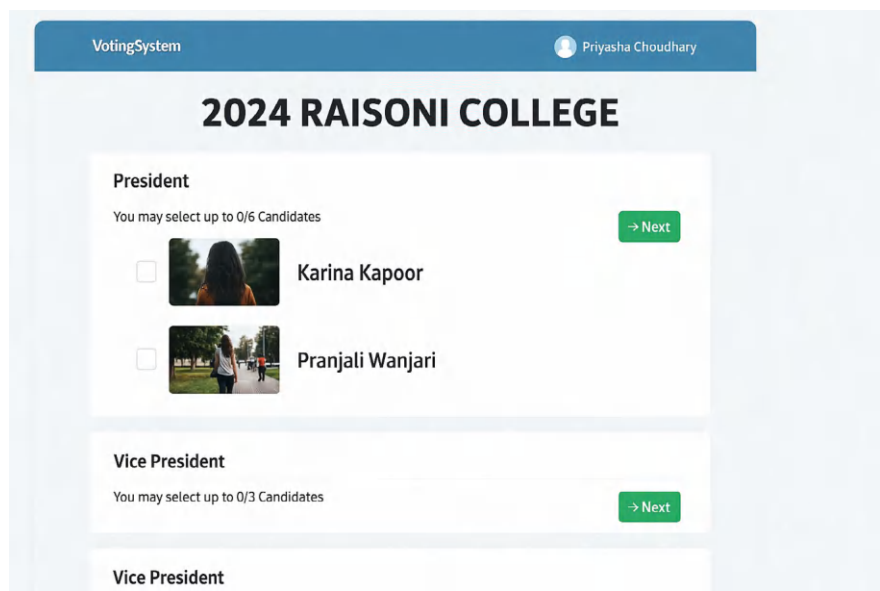 VotingSystem
Priyasha Choudhary
2024 RAISONI COLLEGE
President
You may select up to 0/6 Candidates
→ Next
Karina Kapoor
Pranjali Wanjari
Vice President
You may select up to 0/3 Candidates
→ Next
Vice President